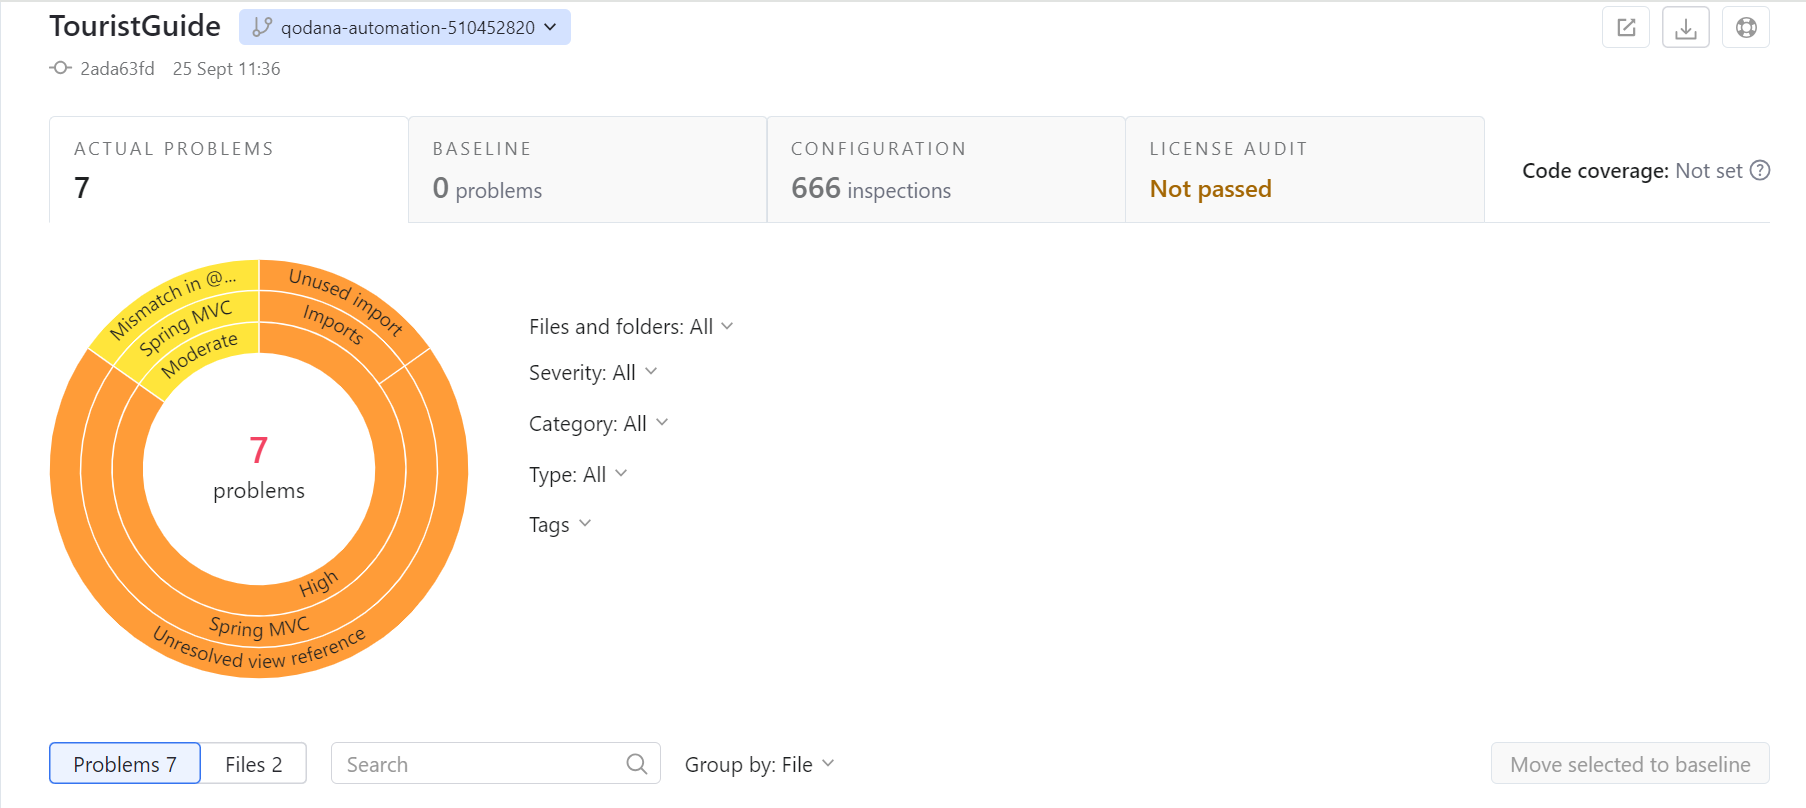 TouristGuide
qodana-automation-510452820
2ada63fd 25 Sept 11:36
ACTUAL PROBLEMS
7
BASELINE
0 problems
CONFIGURATION
666 inspections
LICENSE AUDIT
Not passed
Code coverage: Not set ?
Mismatch in @...
Spring MVC
Moderate
Unused import
Imports
7
problems
High
Spring MVC
Unresolved view reference
Files and folders: All
Severity: All
Category: All
Type: All
Tags
Problems 7
Files 2
Search
Group by: File
Move selected to baseline